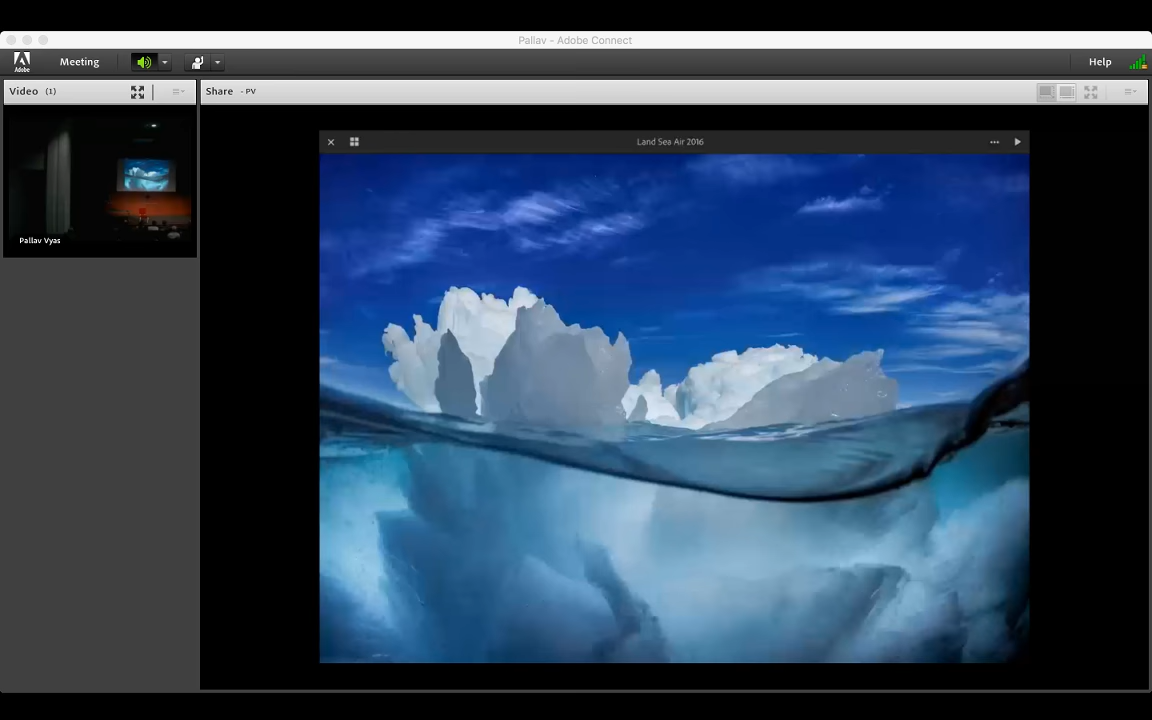 Pallav - Adobe Connect
Adobe
Meeting
Help
Video (1)
Share - PV
Land Sea Air 2016
Pallav Vyas